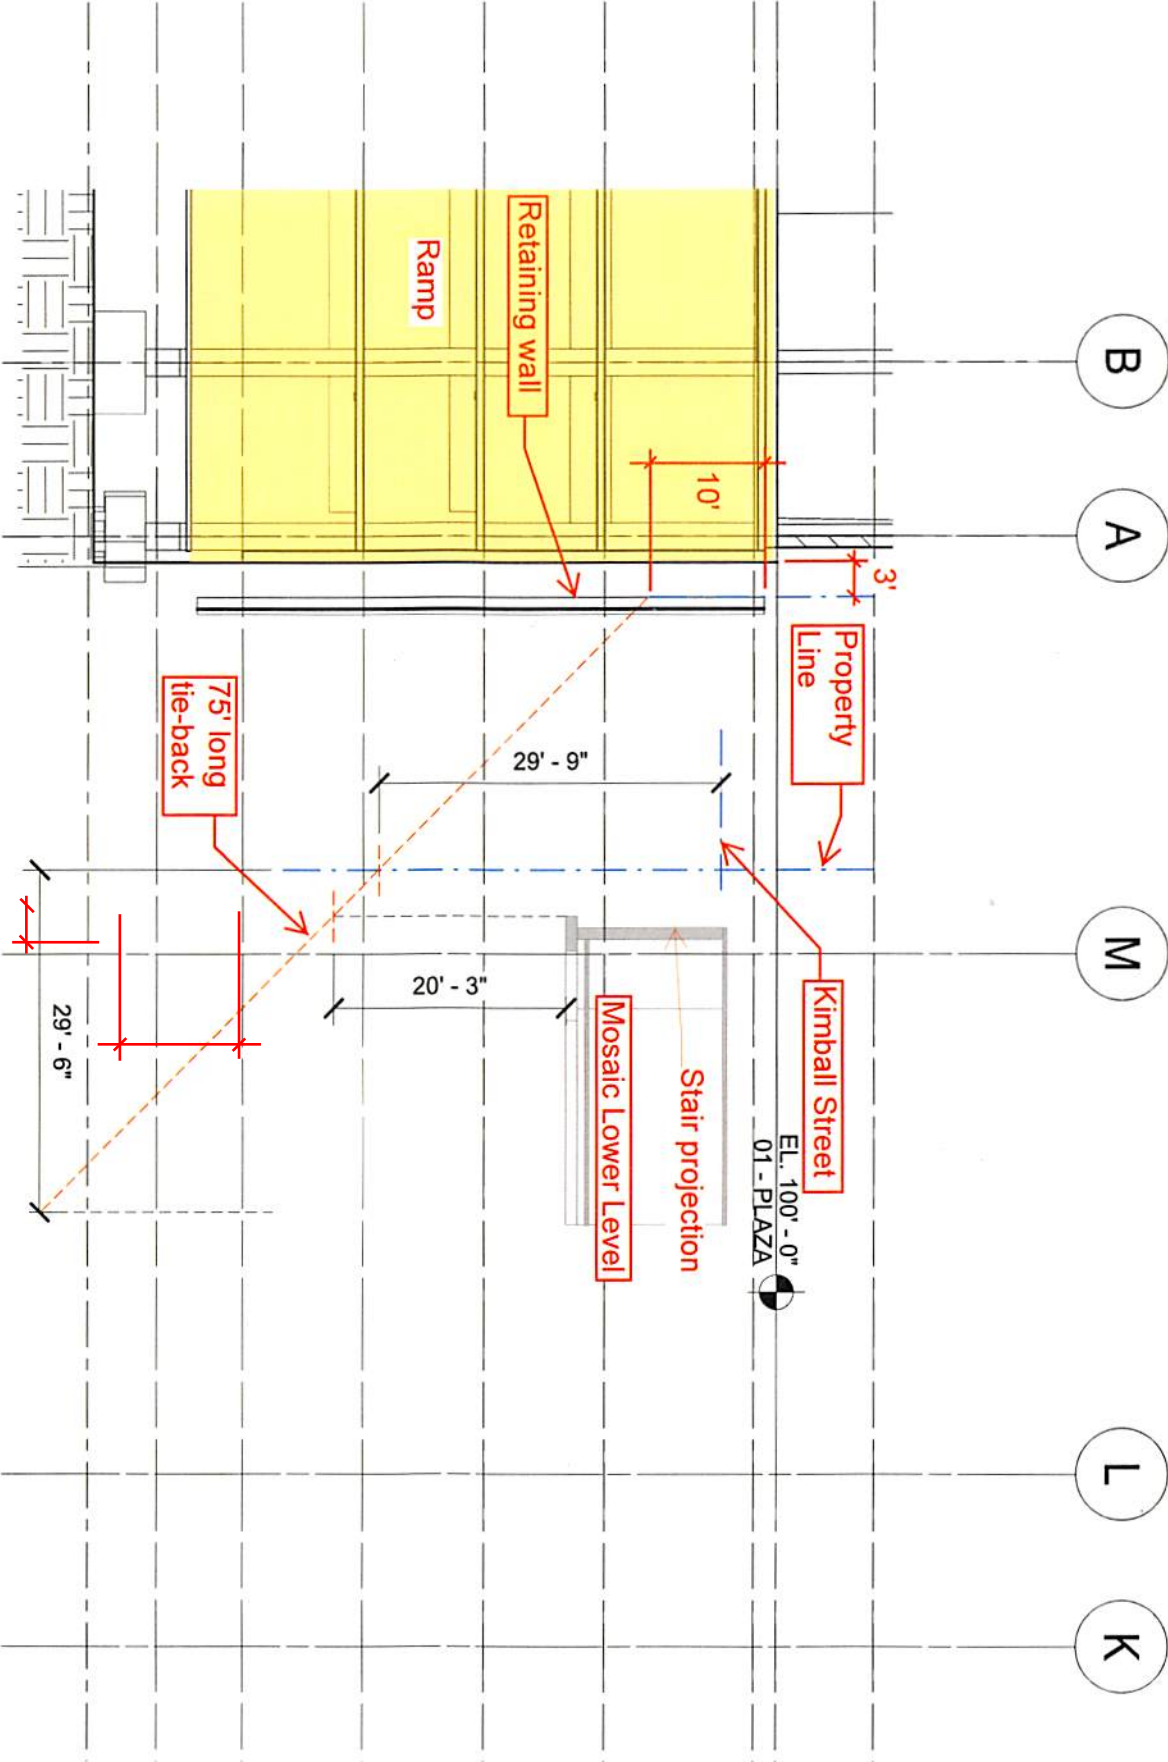 B
A
M
L
K
Retaining wall
Ramp
10'
3'
Property
Line
29' - 9"
75' long
tie-back
Kimball Street
20' - 3"
Mosaic Lower Level
Stair projection
29' - 6"
EL. 100' - 0"
01 - PLAZA